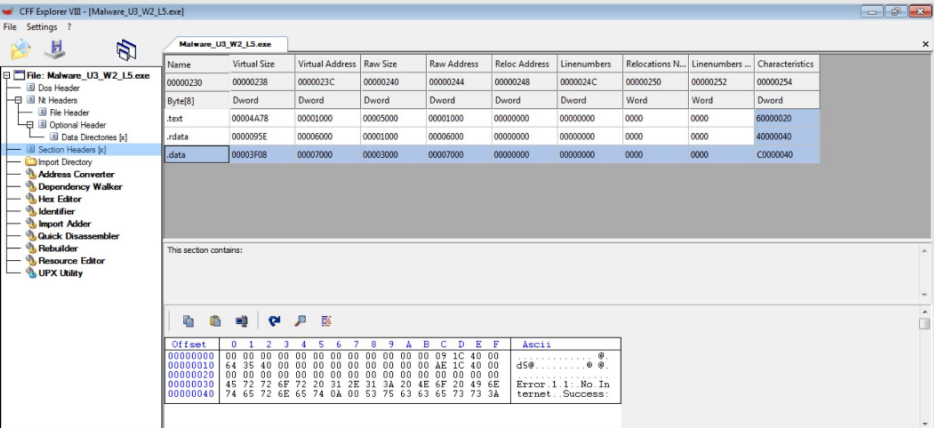 CFF Explorer VIII - [Malware_U3_W2_L5.exe]
File Settings ?
Malware_U3_W2_L5.exe
File: Malware_U3_W2_L5.exe
Dos Header
Nt Headers
File Header
Optional Header
Data Directories [x]
Section Headers [x]
Import Directory
Address Converter
Dependency Walker
Hex Editor
Identifier
Import Adder
Quick Disassembler
Rebuilder
Resource Editor
UPX Utility
Name Virtual Size Virtual Address Raw Size Raw Address Reloc Address Linenumbers Relocations N... Linenumbers ... Characteristics
00000230 00000238 0000023C 00000240 00000244 00000248 0000024C 00000250 00000252 00000254
Byte[8] Dword Dword Dword Dword Dword Dword Word Word Dword
.text 00004A78 00001000 00005000 00001000 00000000 00000000 0000 0000 60000020
.rdata 0000095E 00006000 00001000 00006000 00000000 00000000 0000 0000 40000040
.data 00003F08 00007000 00003000 00007000 00000000 00000000 0000 0000 C0000040
This section contains:
Offset 0 1 2 3 4 5 6 7 8 9 A B C D E F Ascii
00000000 00 00 00 00 00 00 00 00 00 00 00 00 09 1C 40 00 .............@.
00000010 64 35 40 00 00 00 00 00 00 00 00 00 AE 1C 40 00 d5@.........®.@.
00000020 00 00 00 00 00 00 00 00 00 00 00 00 00 00 00 00 ................
00000030 45 72 72 6F 72 20 31 2E 31 3A 20 4E 6F 20 49 6E Error.1.1:.No.In
00000040 74 65 72 6E 65 74 0A 00 53 75 63 63 65 73 73 3A ternet..Success: